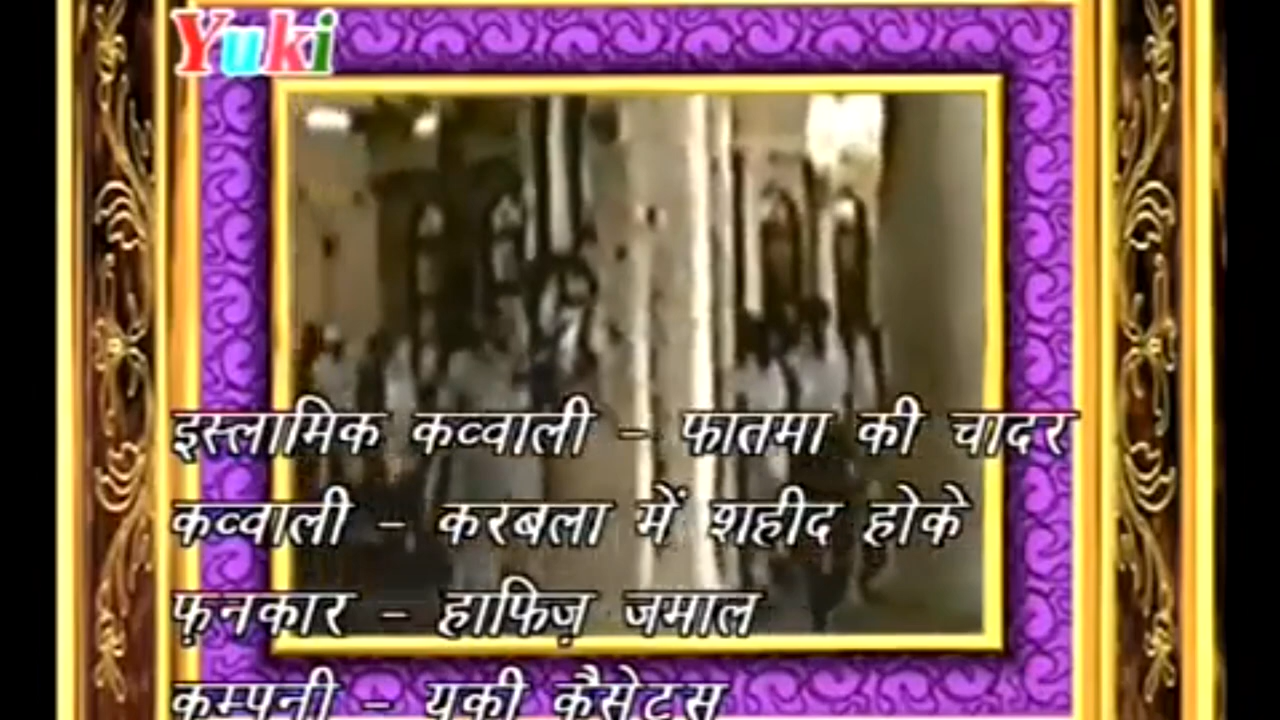 Yuki
इस्लामिक कव्वाली - फातमा की चादर
कव्वाली - करबला में शहीद होके
फ़नकार - हाफिज़ जमाल
कम्पनी - यूकी कैसेट्स